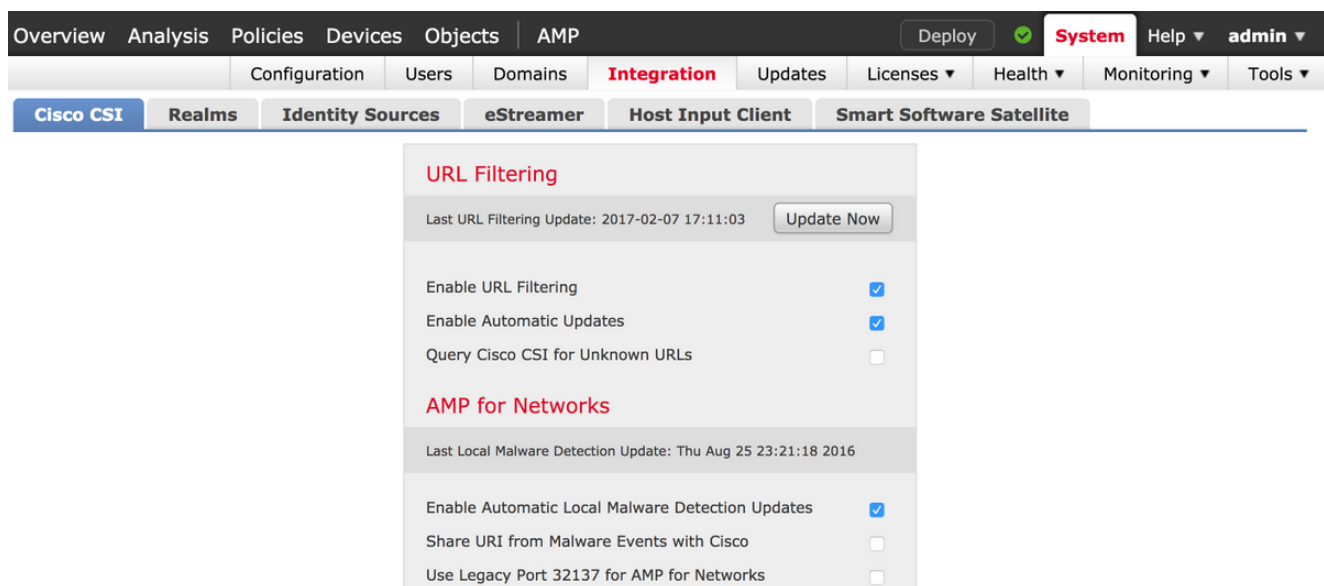 Overview Analysis Policies Devices Objects AMP Deploy System Help ▾ admin ▾
Configuration Users Domains Integration Updates Licenses ▾ Health ▾ Monitoring ▾ Tools ▾
Cisco CSI Realms Identity Sources eStreamer Host Input Client Smart Software Satellite
URL Filtering
Last URL Filtering Update: 2017-02-07 17:11:03 Update Now
Enable URL Filtering
Enable Automatic Updates
Query Cisco CSI for Unknown URLs
AMP for Networks
Last Local Malware Detection Update: Thu Aug 25 23:21:18 2016
Enable Automatic Local Malware Detection Updates
Share URI from Malware Events with Cisco
Use Legacy Port 32137 for AMP for Networks